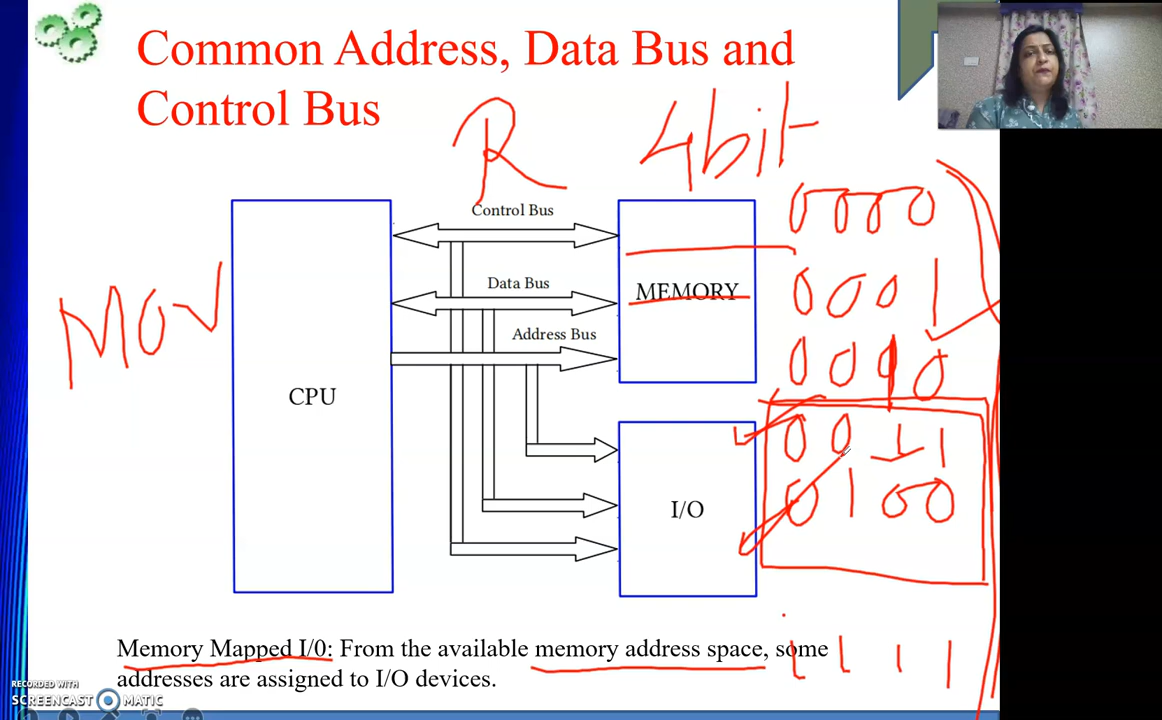 Common Address, Data Bus and
Control Bus
R
4bit
Control Bus
Data Bus
Address Bus
MEMORY
CPU
I/O
MOV
0000
0001
0010
0011
0100
1111
Memory Mapped I/0: From the available memory address space, some
addresses are assigned to I/O devices.
RECORDED WITH
SCREENCAST MATIC